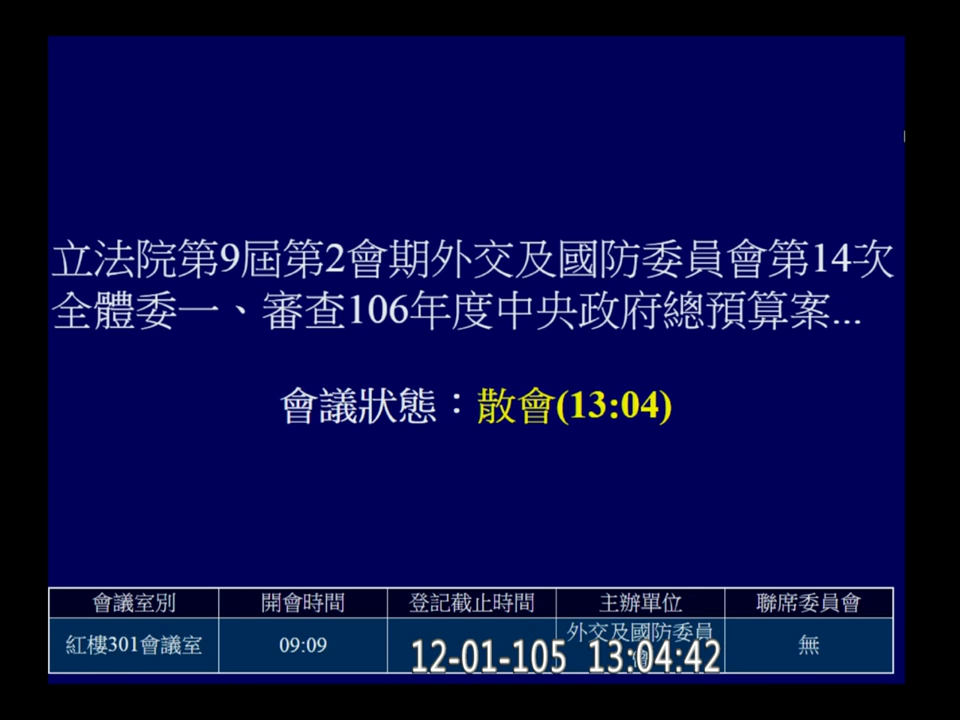 立法院第9屆第2會期外交及國防委員會第14次
全體委一、審查106年度中央政府總預算案...
會議狀態：散會(13:04)
會議室別 開會時間 登記截止時間 主辦單位 聯席委員會
紅樓301會議室 09:09 外交及國防委員 無
12-01-105 13:04:42